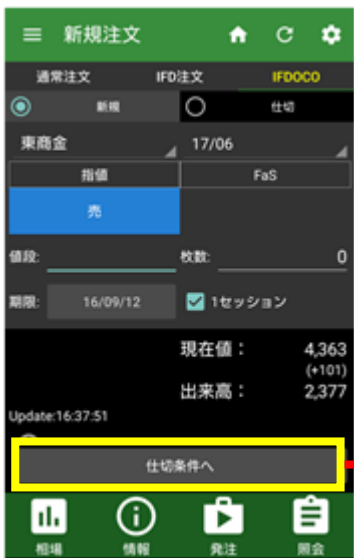 新規注文
通常注文 IFD注文 IFDOCO
新規 仕切
東商金 17/06
指値 FaS
売
値段: 枚数: 0
期限: 16/09/12 1セッション
現在値： 4,363
(+101)
出来高： 2,377
Update:16:37:51
仕切条件へ
相場 情報 発注 照会